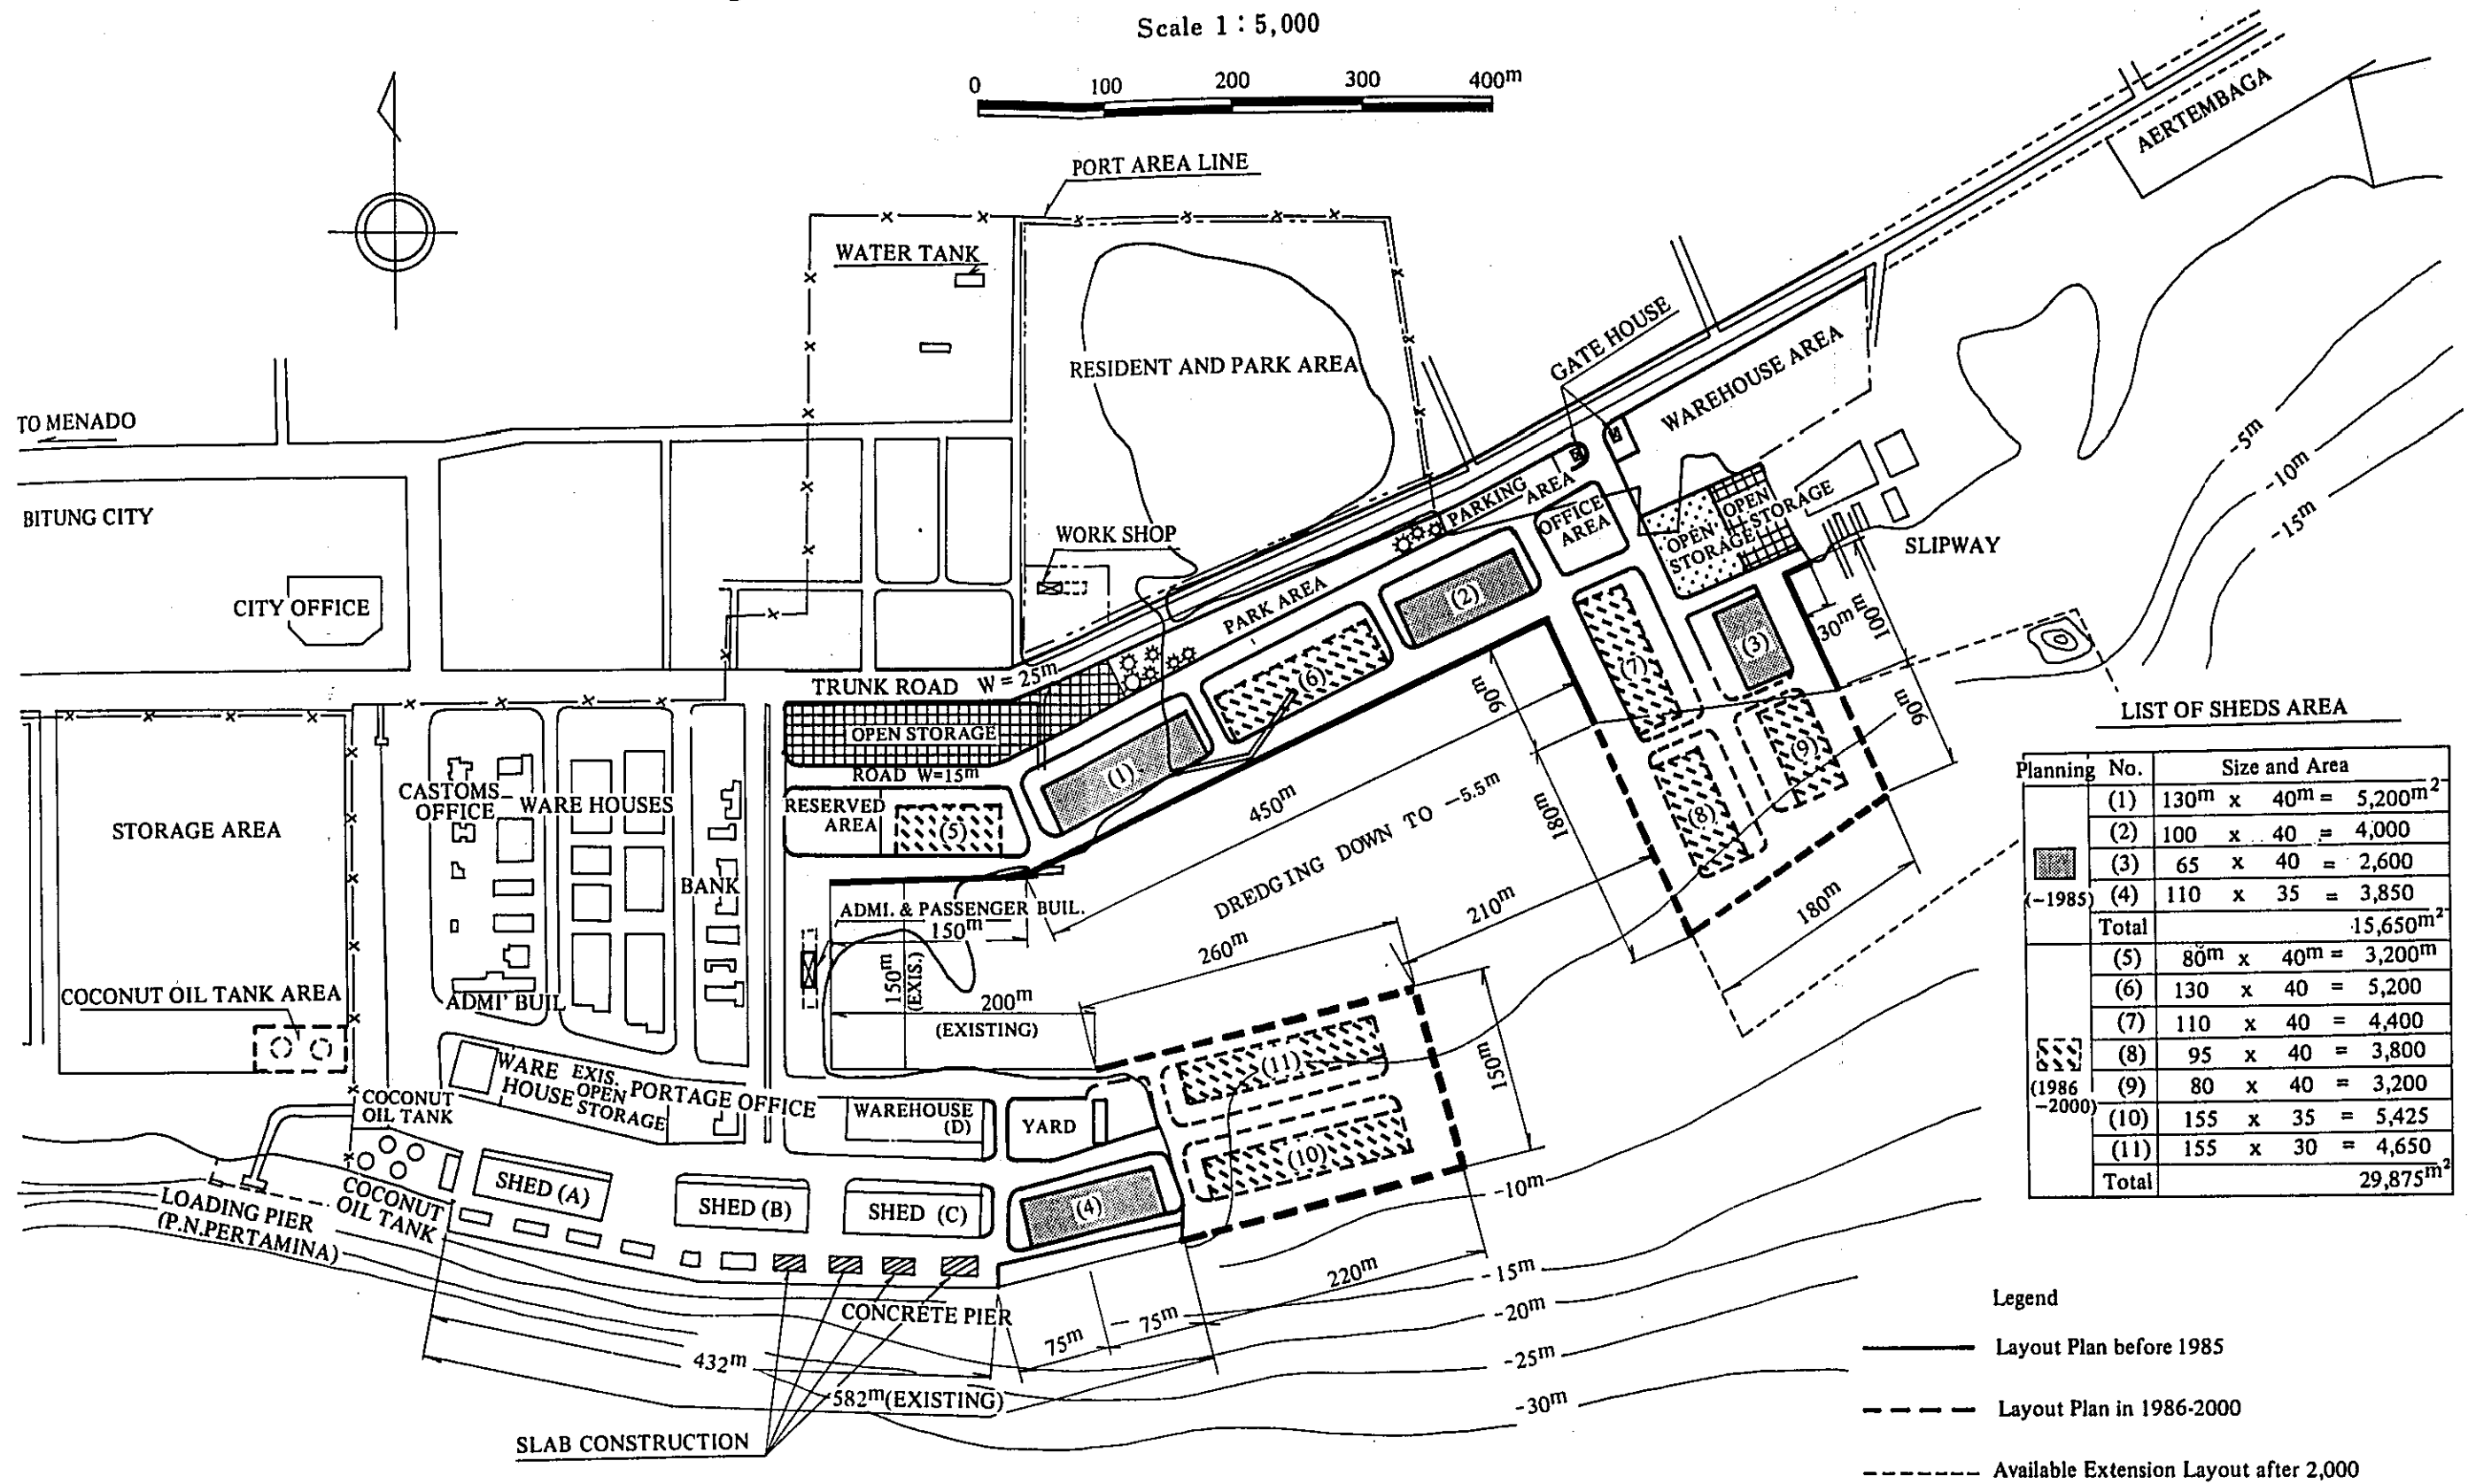 Scale 1 : 5,000
0 100 200 300 400m
PORT AREA LINE
AERTEMBAGA
WATER TANK
RESIDENT AND PARK AREA
GATE HOUSE
WAREHOUSE AREA
TO MENADO
BITUNG CITY
CITY OFFICE
WORK SHOP
PARKING
AREA
OFFICE
AREA
OPEN
STORAGE
OPEN
STORAGE
SLIPWAY
-5m
-10m
-15m
PARK AREA
(2)
(3)
30m
100m
TRUNK ROAD W = 25m
(6)
(7)
90m
90m
OPEN STORAGE
ROAD W=15m
(1)
(9)
(8)
CASTOMS
OFFICE
WARE HOUSES
RESERVED
AREA
(5)
STORAGE AREA
BANK
450m
DREDGING DOWN TO -5.5m
180m
180m
210m
ADMI. & PASSENGER BUIL.
150m
150m
(EXIS.)
260m
200m
(EXISTING)
150m
COCONUT OIL TANK AREA
ADMI' BUIL
WARE
HOUSE
EXIS.
OPEN
STORAGE
PORTAGE OFFICE
WAREHOUSE
(D)
YARD
(11)
(10)
COCONUT
OIL TANK
SHED (A)
SHED (B)
SHED (C)
(4)
LOADING PIER
(P.N.PERTAMINA)
COCONUT
OIL TANK
CONCRETE PIER
220m
75m
75m
432m
582m(EXISTING)
SLAB CONSTRUCTION
-10m
-15m
-20m
-25m
-30m
LIST OF SHEDS AREA
Planning No. Size and Area
(1) 130m x 40m = 5,200m2
(2) 100 x 40 = 4,000
(3) 65 x 40 = 2,600
(-1985) (4) 110 x 35 = 3,850
Total 15,650m2
(5) 80m x 40m = 3,200m
(6) 130 x 40 = 5,200
(7) 110 x 40 = 4,400
(8) 95 x 40 = 3,800
(1986
-2000)
(9) 80 x 40 = 3,200
(10) 155 x 35 = 5,425
(11) 155 x 30 = 4,650
Total 29,875m2
Legend
Layout Plan before 1985
Layout Plan in 1986-2000
Available Extension Layout after 2,000